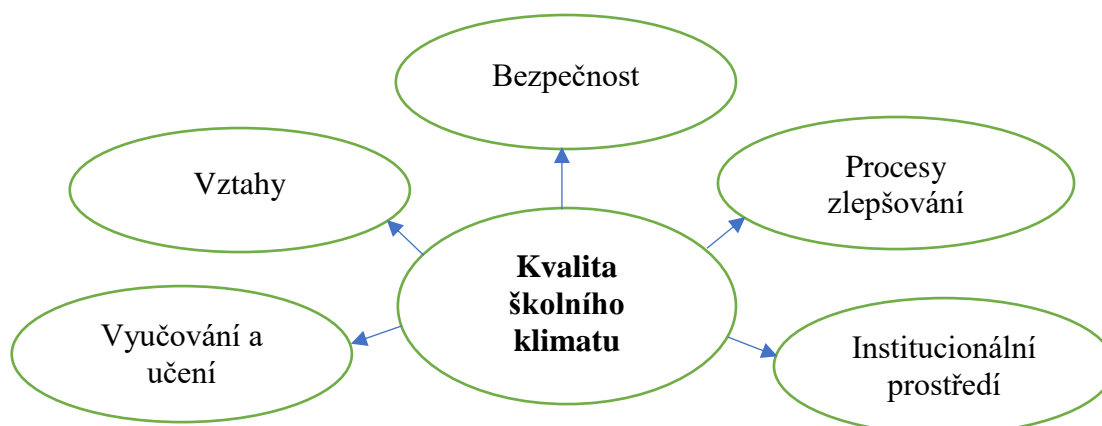 Bezpečnost
Vztahy
Procesy
zlepšování
Kvalita
školního
klimatu
Vyučování a
učení
Institucionální
prostředí